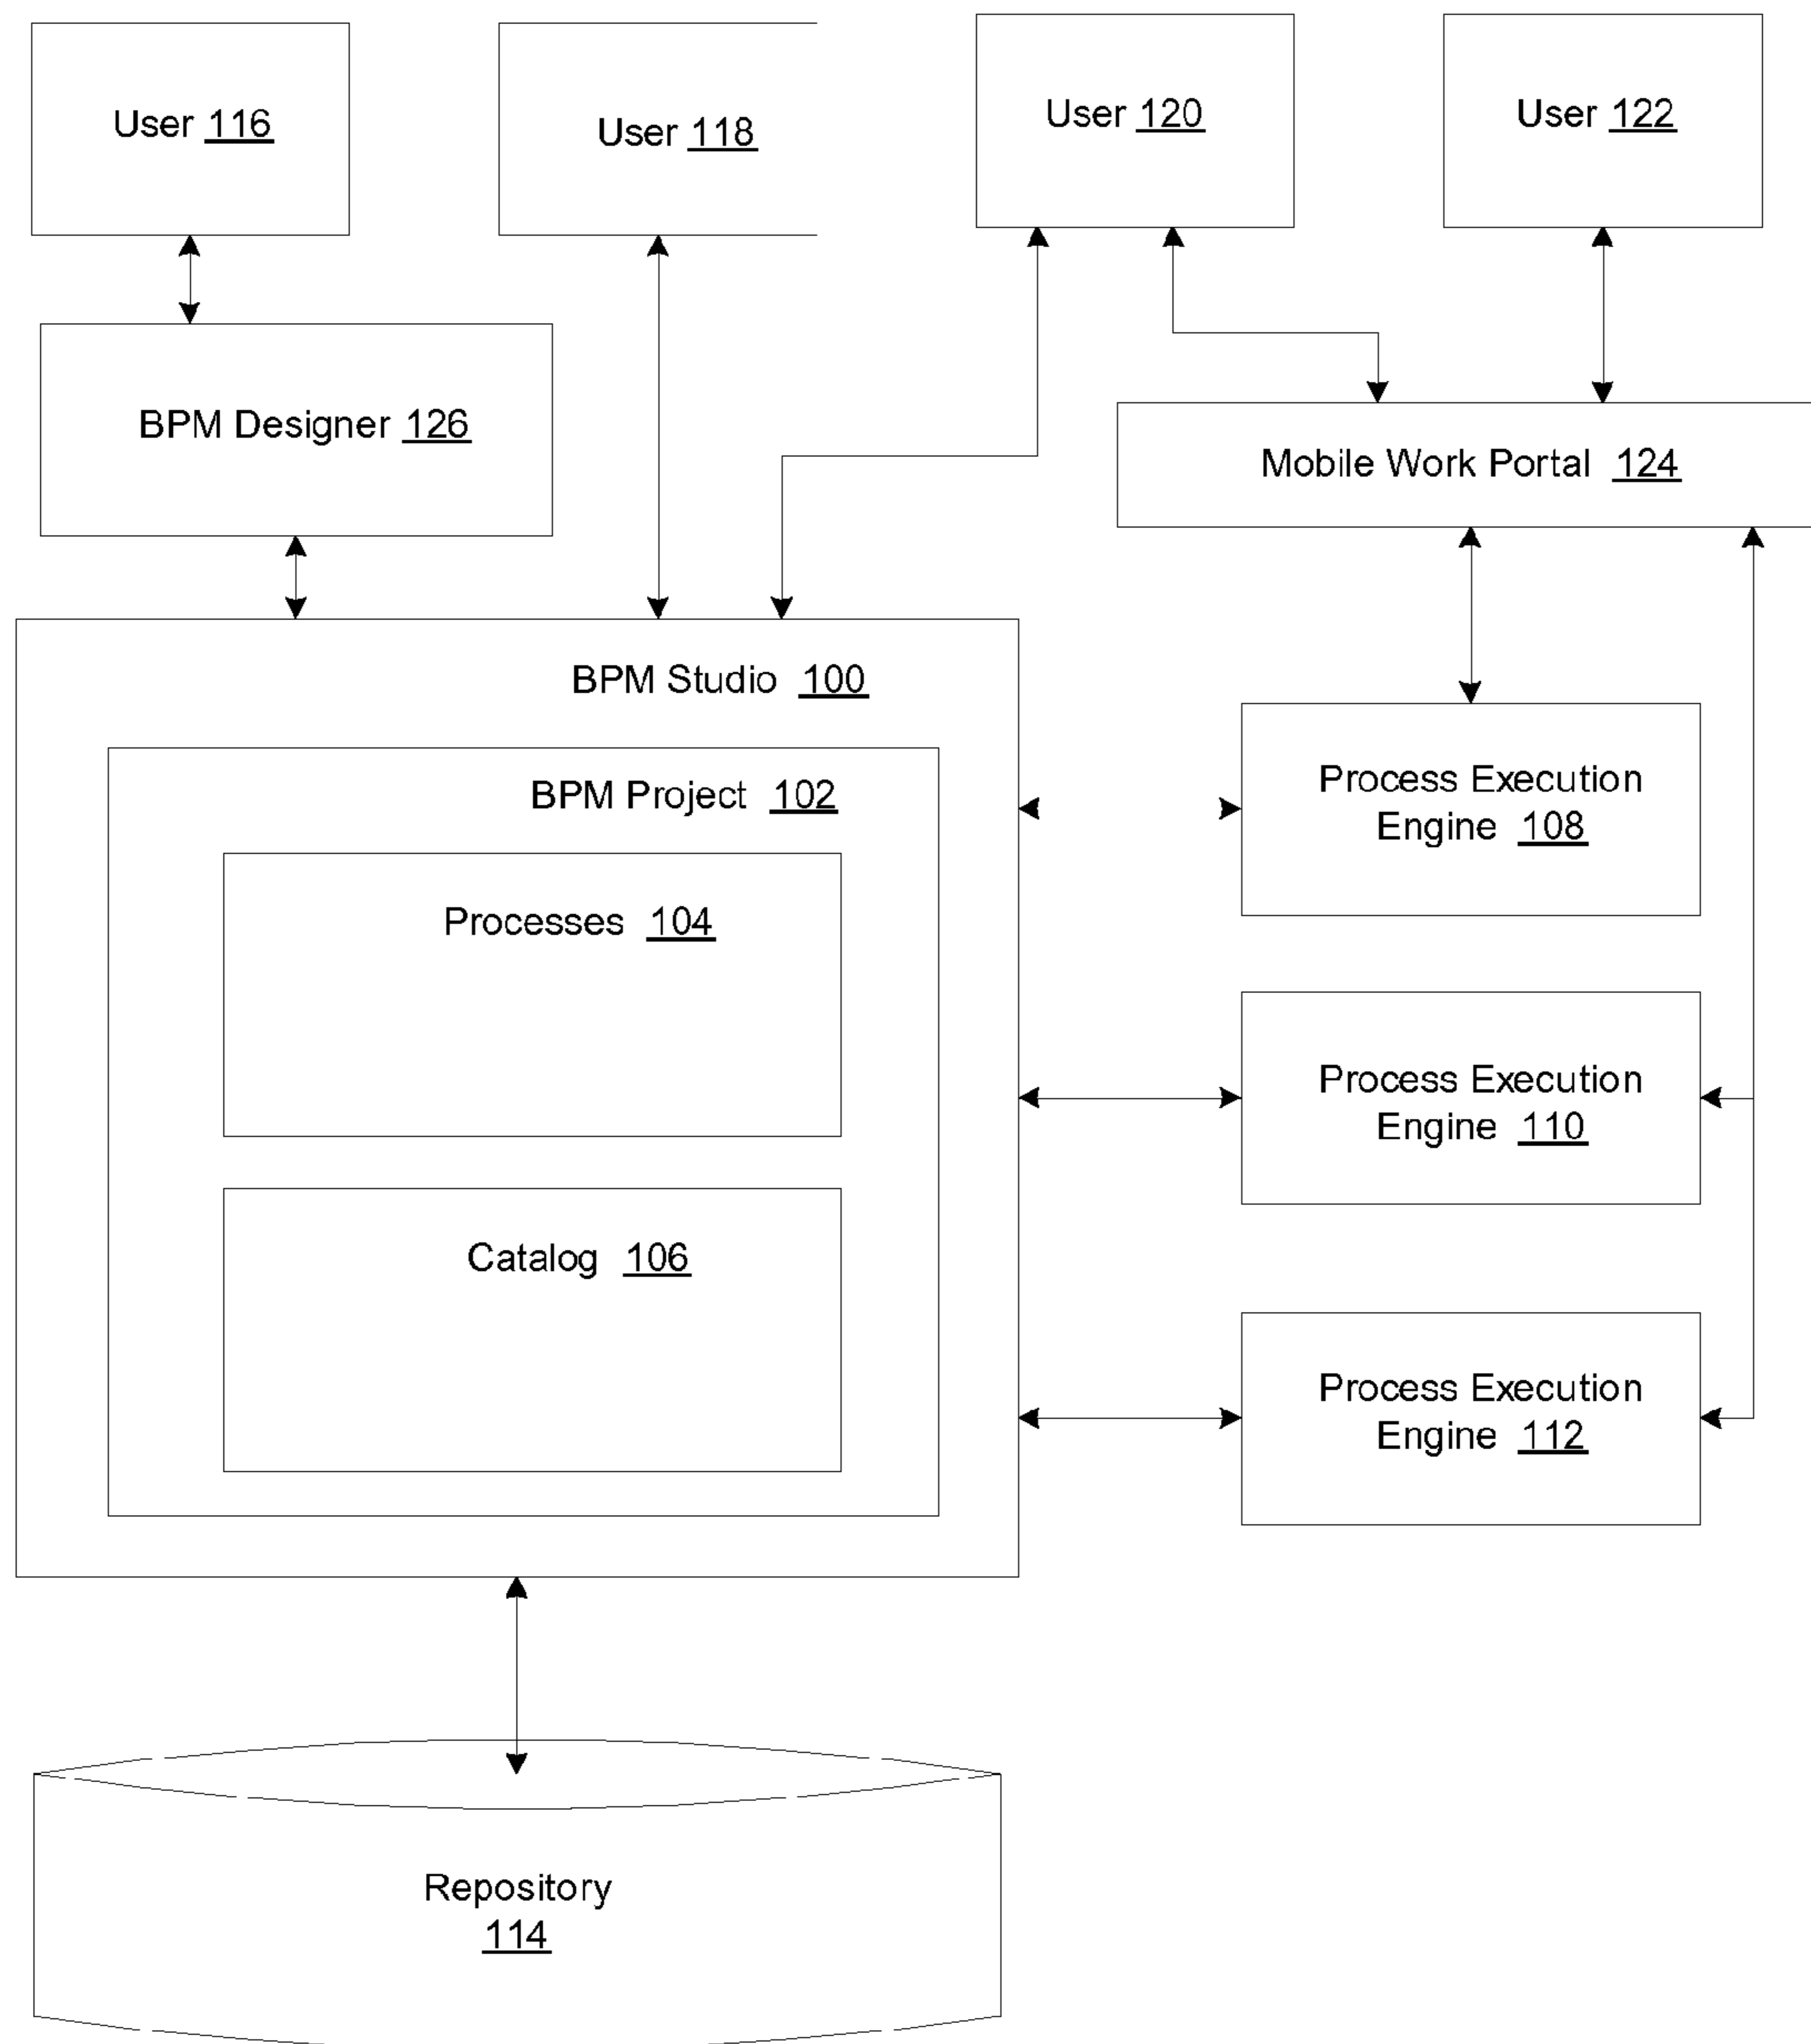 User 116
User 118
User 120
User 122
BPM Designer 126
Mobile Work Portal 124
BPM Studio 100
BPM Project 102
Processes 104
Catalog 106
Process Execution
Engine 108
Process Execution
Engine 110
Process Execution
Engine 112
Repository
114